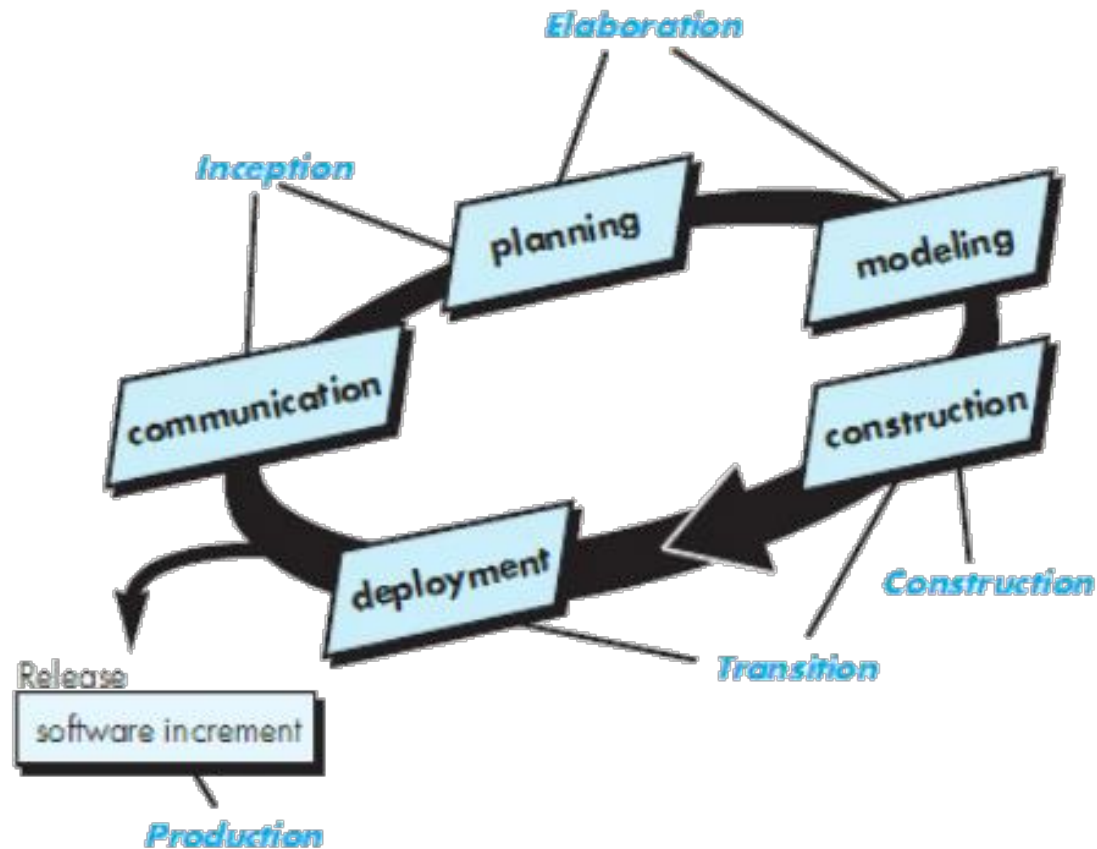 Elaboration
Inception
planning
modeling
communication
construction
deployment
Construction
Transition
Release
software increment
Production